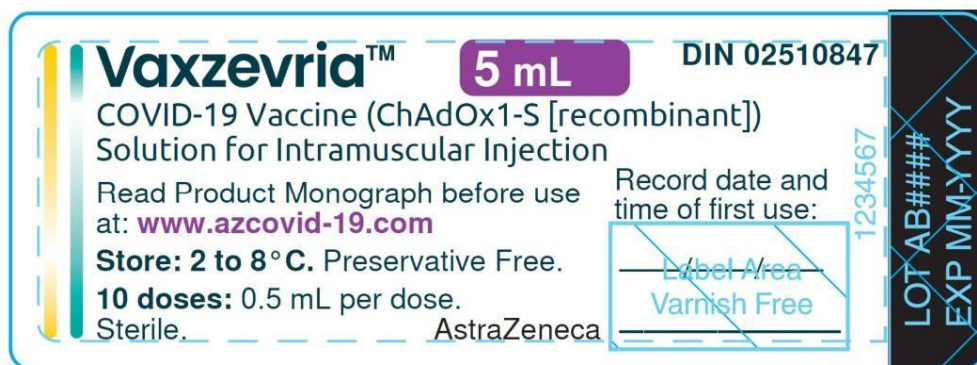 Vaxzevria™ 5 mL DIN 02510847
COVID-19 Vaccine (ChAdOx1-S [recombinant])
Solution for Intramuscular Injection
Read Product Monograph before use
at: www.azcovid-19.com
Store: 2 to 8°C. Preservative Free.
10 doses: 0.5 mL per dose.
Sterile. AstraZeneca
Record date and
time of first use:
Label Area
Varnish Free
1234567
LOT AB####
EXP MM-YYYY